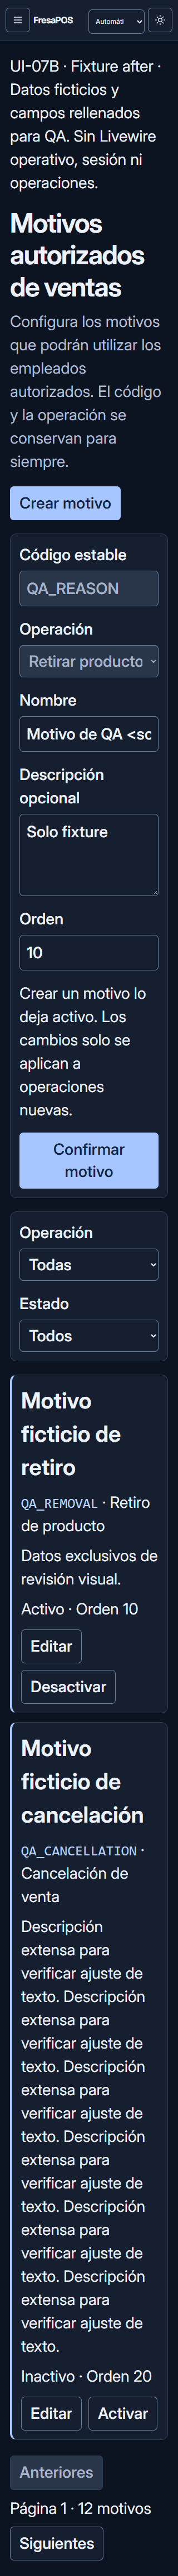 FresaPOS
Automáti
UI-07B · Fixture after ·
Datos ficticios y
campos rellenados
para QA. Sin Livewire
operativo, sesión ni
operaciones.
Motivos
autorizados
de ventas
Configura los motivos
que podrán utilizar los
empleados
autorizados. El código
y la operación se
conservan para
siempre.
Crear motivo
Código estable
QA_REASON
Operación
Retirar producto
Nombre
Motivo de QA <sc
Descripción
opcional
Solo fixture
Orden
10
Crear un motivo lo
deja activo. Los
cambios solo se
aplican a
operaciones
nuevas.
Confirmar
motivo
Operación
Todas
Estado
Todos
Motivo
ficticio de
retiro
QA_REMOVAL · Retiro
de producto
Datos exclusivos de
revisión visual.
Activo · Orden 10
Editar
Desactivar
Motivo
ficticio de
cancelación
QA_CANCELLATION ·
Cancelación de
venta
Descripción
extensa para
verificar ajuste de
texto. Descripción
extensa para
verificar ajuste de
texto. Descripción
extensa para
verificar ajuste de
texto. Descripción
extensa para
verificar ajuste de
texto. Descripción
extensa para
verificar ajuste de
texto. Descripción
extensa para
verificar ajuste de
texto.
Inactivo · Orden 20
Editar Activar
Anteriores
Página 1 · 12 motivos
Siguientes